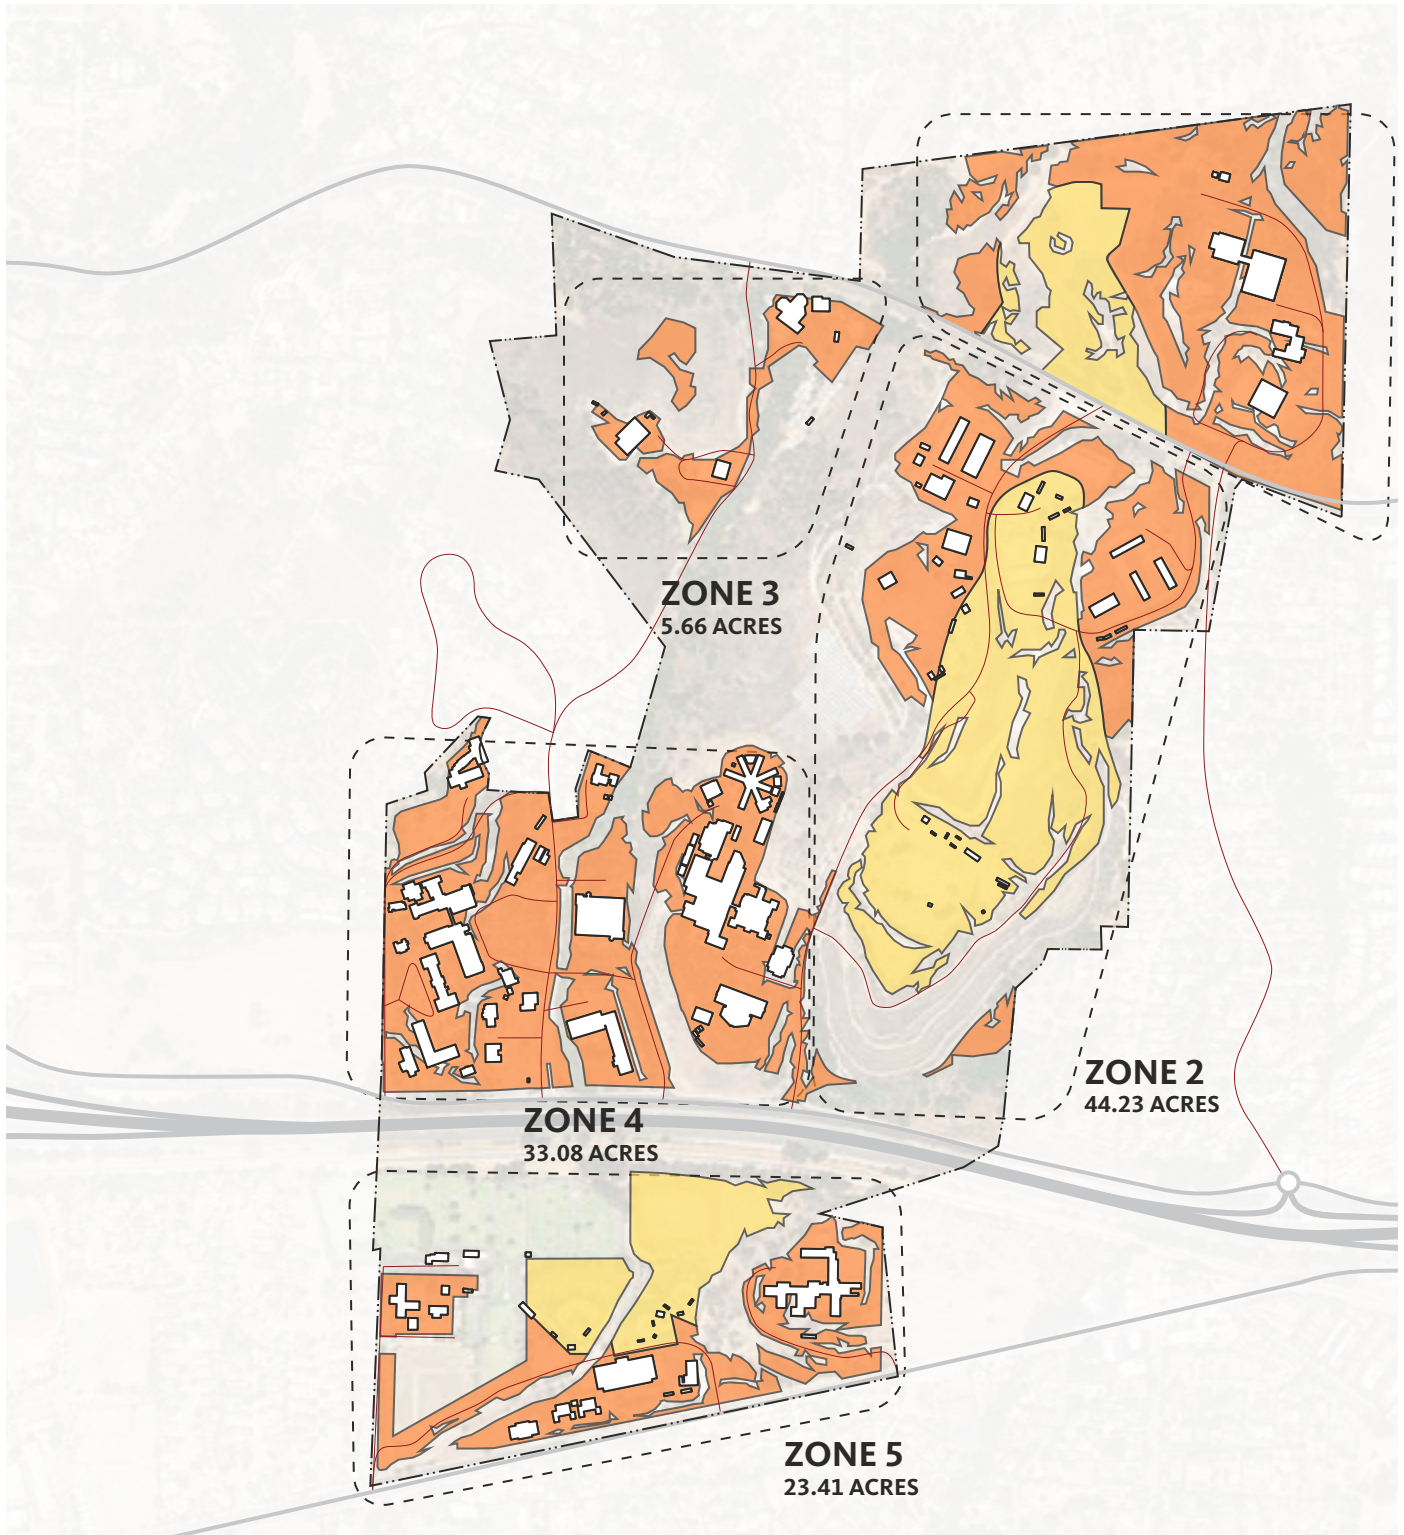 ZONE 3
5.66 ACRES
ZONE 2
44.23 ACRES
ZONE 4
33.08 ACRES
ZONE 5
23.41 ACRES